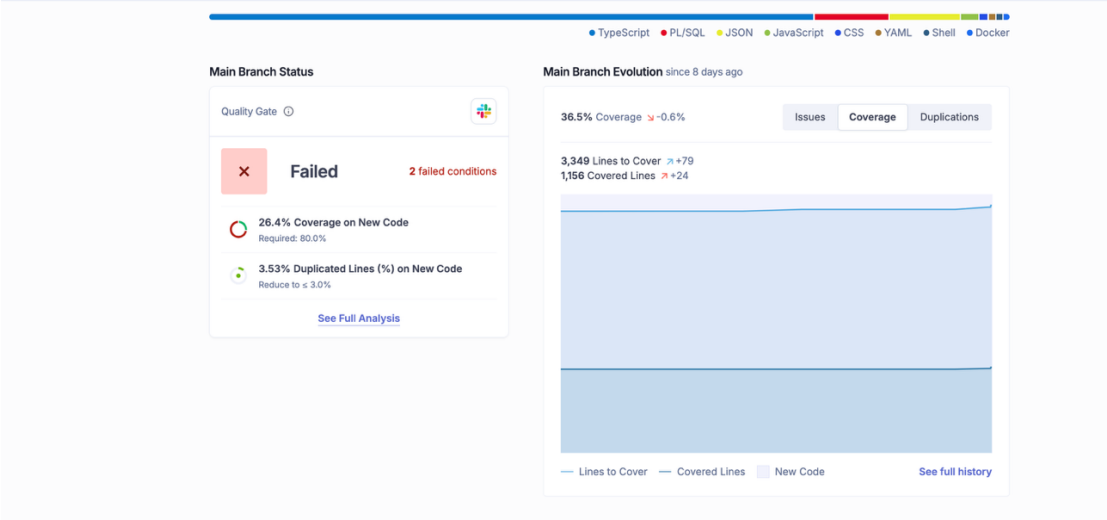 TypeScript PL/SQL JSON JavaScript CSS YAML Shell Docker
Main Branch Status
Quality Gate
Failed
2 failed conditions
26.4% Coverage on New Code
Required: 80.0%
3.53% Duplicated Lines (%) on New Code
Reduce to ≤ 3.0%
See Full Analysis
Main Branch Evolution since 8 days ago
36.5% Coverage ↘ -0.6%
Issues Coverage Duplications
3,349 Lines to Cover ↗ +79
1,156 Covered Lines ↗ +24
Lines to Cover Covered Lines New Code
See full history